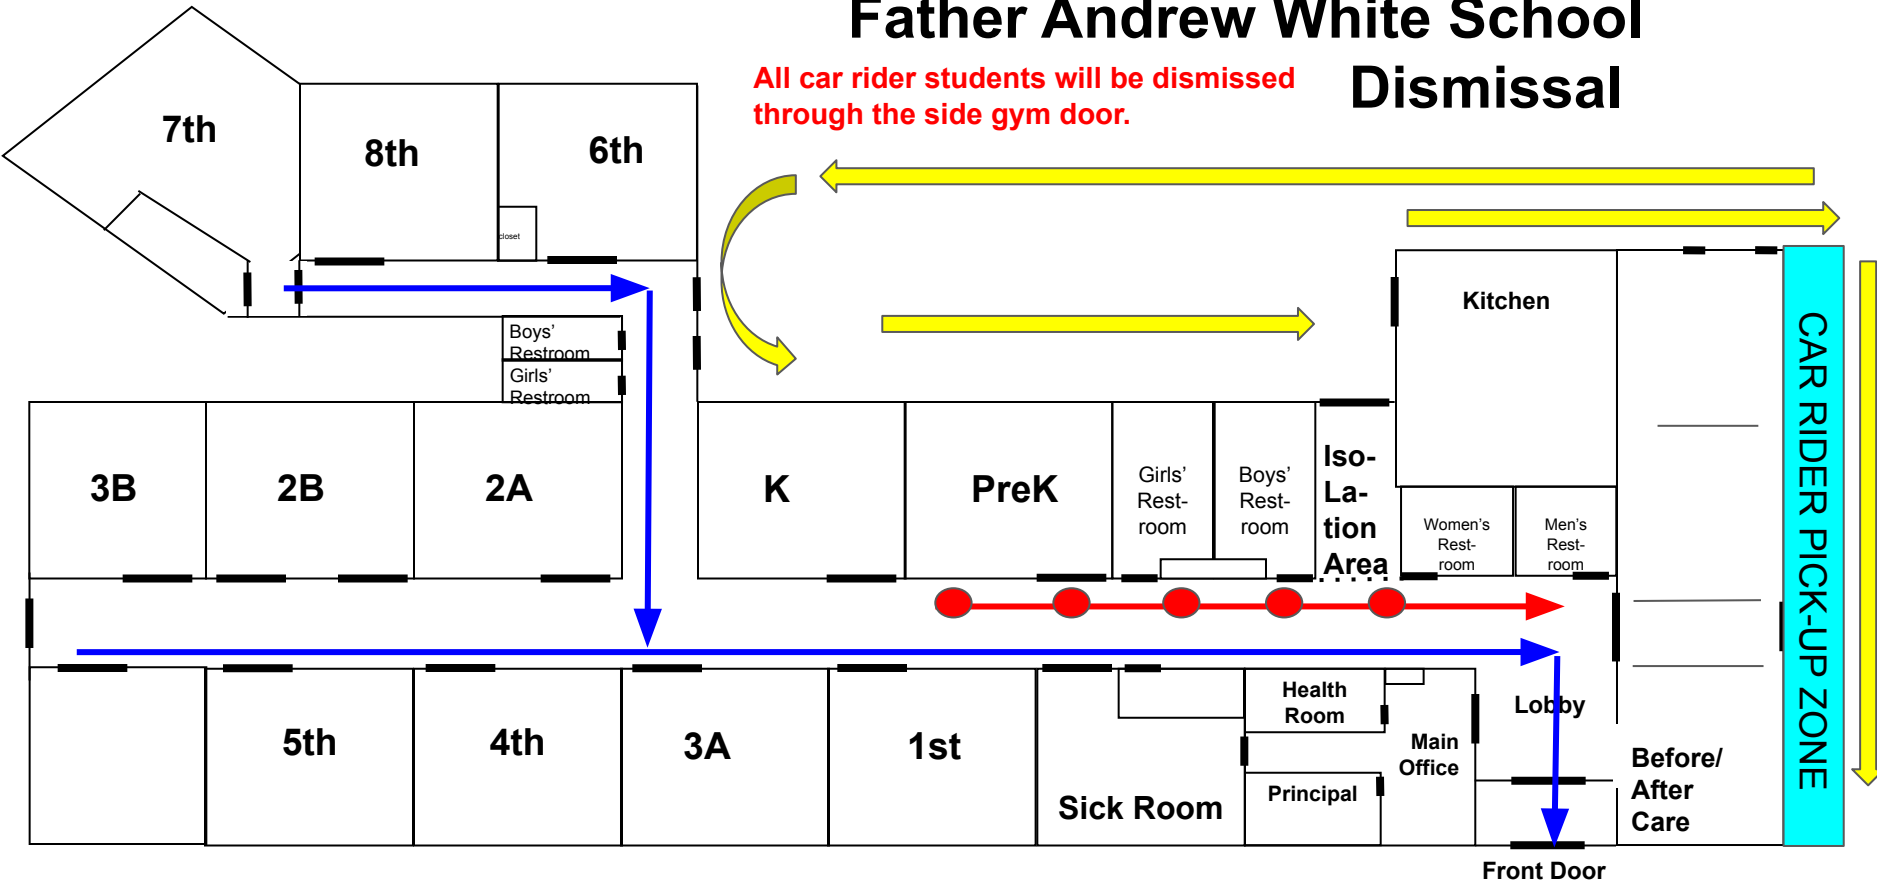 Father Andrew White School
Dismissal
All car rider students will be dismissed
through the side gym door.
7th
8th
6th
closet
Boys’
Restroom
Girls’
Restroom
Kitchen
CAR RIDER PICK-UP ZONE
3B
2B
2A
K
PreK
Girls’
Rest-
room
Boys’
Rest-
room
Iso-
La-
tion
Area
Women’s
Rest-
room
Men’s
Rest-
room
5th
4th
3A
1st
Sick Room
Health
Room
Principal
Main
Office
Lobby
Before/
After
Care
Front Door